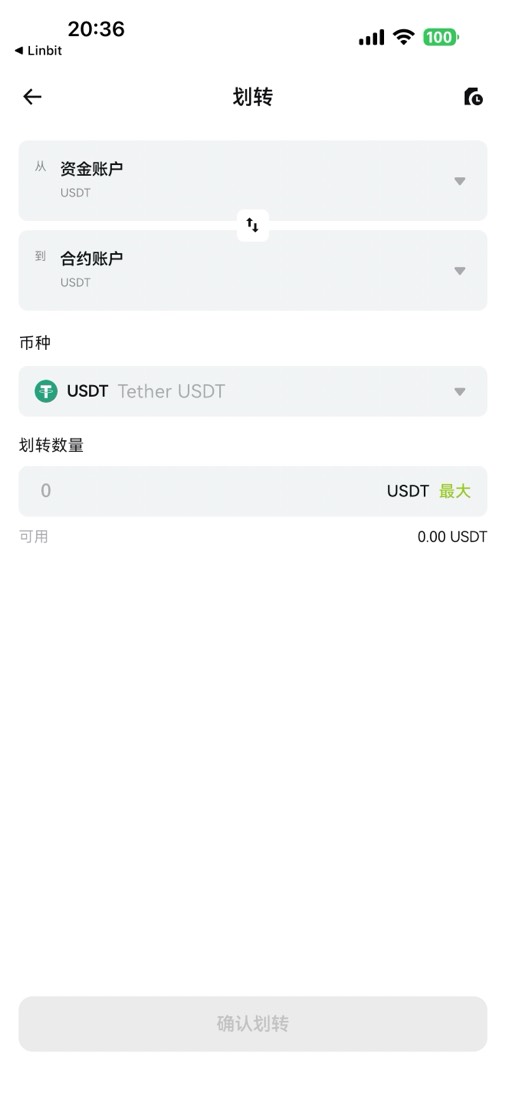 20:36
100
◀ Linbit
划转
从 资金账户
USDT
到 合约账户
USDT
币种
USDT Tether USDT
划转数量
0 USDT 最大
可用 0.00 USDT
确认划转